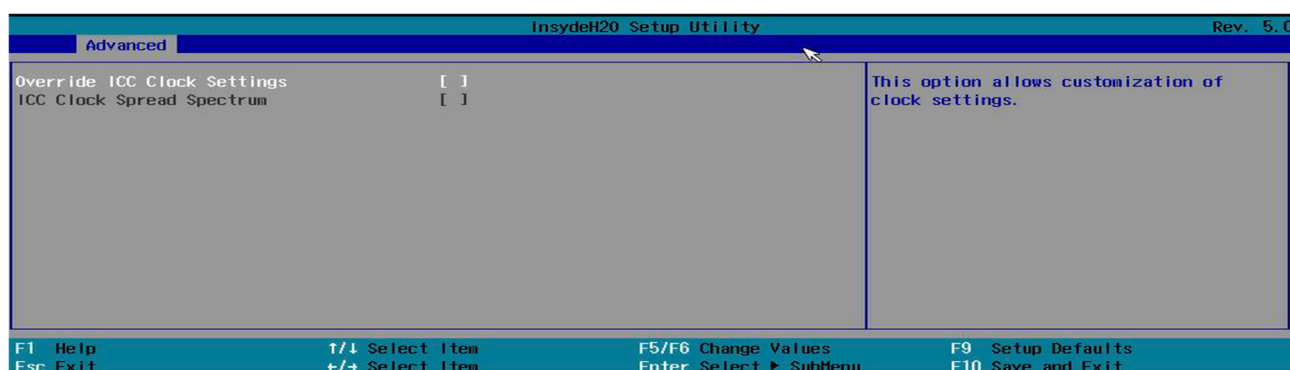 InsydeH20 Setup Utility Rev. 5.0
Advanced
Override ICC Clock Settings [ ]
ICC Clock Spread Spectrum [ ]
This option allows customization of
clock settings.
F1 Help ↑/↓ Select Item F5/F6 Change Values F9 Setup Defaults
Esc Exit ←/→ Select Item Enter Select ▶ SubMenu F10 Save and Exit